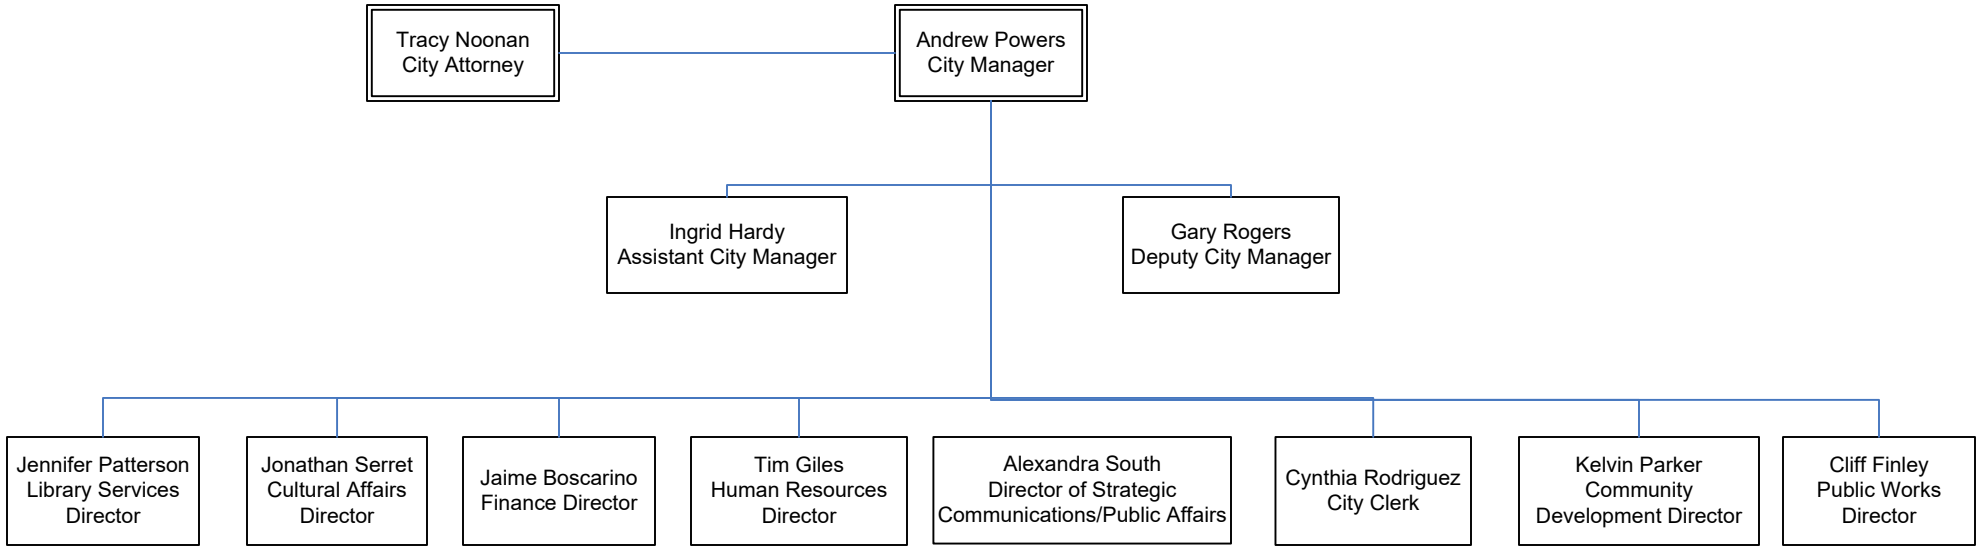 Tracy Noonan
City Attorney
Andrew Powers
City Manager
Ingrid Hardy
Assistant City Manager
Gary Rogers
Deputy City Manager
Jennifer Patterson
Library Services
Director
Jonathan Serret
Cultural Affairs
Director
Jaime Boscarino
Finance Director
Tim Giles
Human Resources
Director
Alexandra South
Director of Strategic
Communications/Public Affairs
Cynthia Rodriguez
City Clerk
Kelvin Parker
Community
Development Director
Cliff Finley
Public Works
Director